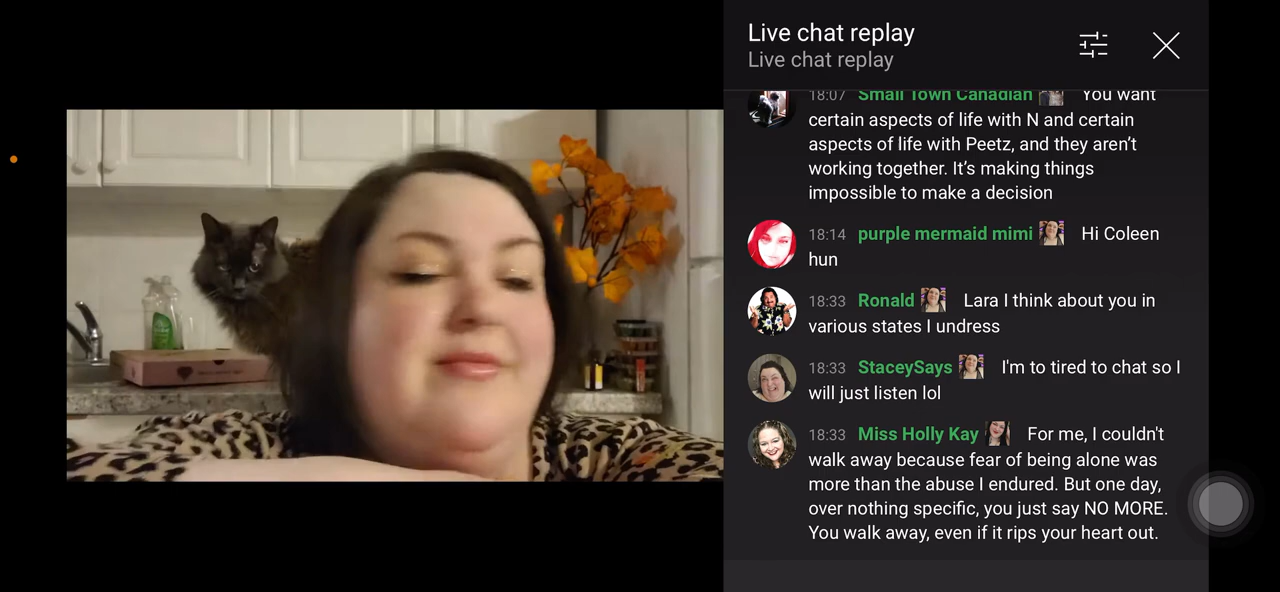 Live chat replay
Live chat replay
18:07 Small Town Canadian You want
certain aspects of life with N and certain
aspects of life with Peetz, and they aren’t
working together. It’s making things
impossible to make a decision
18:14 purple mermaid mimi Hi Coleen
hun
18:33 Ronald Lara I think about you in
various states I undress
18:33 StaceySays I'm to tired to chat so I
will just listen lol
18:33 Miss Holly Kay For me, I couldn't
walk away because fear of being alone was
more than the abuse I endured. But one day,
over nothing specific, you just say NO MORE.
You walk away, even if it rips your heart out.